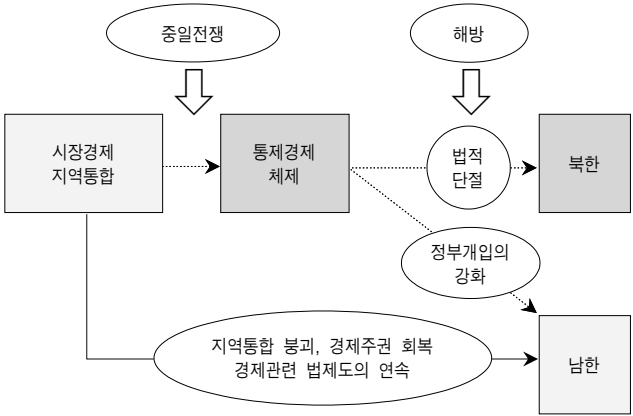 중일전쟁
해방
시장경제
지역통합
통제경제
체제
법적
단절
북한
정부개입의
강화
지역통합 붕괴, 경제주권 회복
경제관련 법제도의 연속
남한